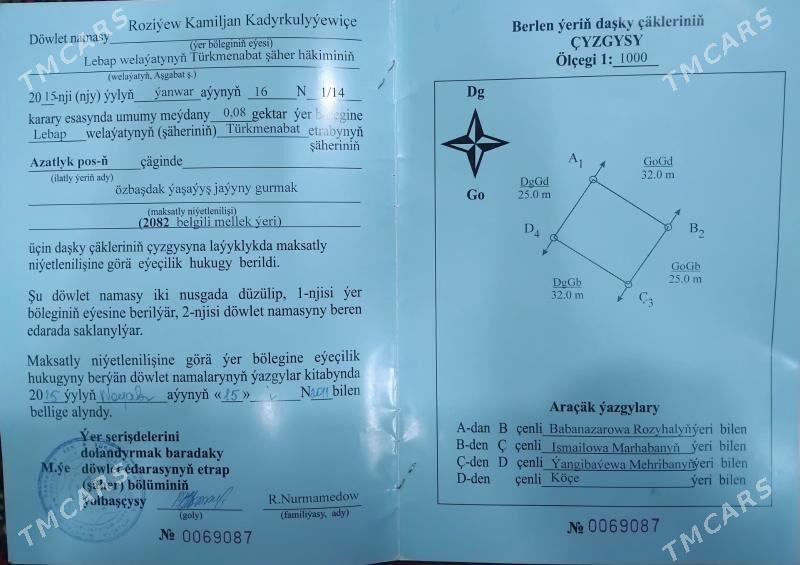 Döwlet namasy Roziýew Kamiljan Kadyrkulyýewiçe
(ýer böleginiň eýesi)
Lebap welaýatynyň Türkmenabat şäher häkiminiň
(welaýatyň, Aşgabat ş.)
2015-nji (njy) ýylyň ýanwar aýynyň 16 N 1/14
karary esasynda umumy meýdany 0,08 gektar ýer bölegine
Lebap welaýatynyň (şäheriniň) Türkmenabat etrabynyň
şäheriniň
Azatlyk pos-ň çäginde
(ilatly ýeriň ady)
özbaşdak ýaşaýyş jaýyny gurmak
(maksatly niýetlenilişi)
(2082 belgili mellek ýeri)
üçin daşky çäkleriniň çyzgysyna laýyklykda maksatly
niýetlenilişine görä eýeçilik hukugy berildi.
Şu döwlet namasy iki nusgada düzülip, 1-njisi ýer
böleginiň eýesine berilýär, 2-njisi döwlet namasyny beren
edarada saklanylýar.
Maksatly niýetlenilişine görä ýer bölegine eýeçilik
hukugyny berýän döwlet namalarynyň ýazgylar kitabynda
2015 ýylyň aýynyň «15» N bilen
bellige alyndy.
Ýer serişdelerini
dolandyrmak baradaky
M.ýe döwlet edarasynyň etrap
(şäher) bölüminiň
ýolbaşçysy R.Nurmamedow
(goly) (familiýasy, ady)
№ 0069087
Berlen ýeriň daşky çäkleriniň
ÇYZGYSY
Ölçegi 1: 1000
Dg
Go
A1
GoGd
32.0 m
DgGd
25.0 m
D4
B2
GoGb
25.0 m
DgGb
32.0 m
Ç3
Araçäk ýazgylary
A-dan B çenli Babanazarowa Rozyhalyň ýeri bilen
B-den Ç çenli Ismailowa Marhabanyň ýeri bilen
Ç-den D çenli Ýangibaýewa Mehribanyň ýeri bilen
D-den çenli Köçe ýeri bilen
№ 0069087
TMCARS
TMCARS
TMCARS
TMCARS
TMCARS